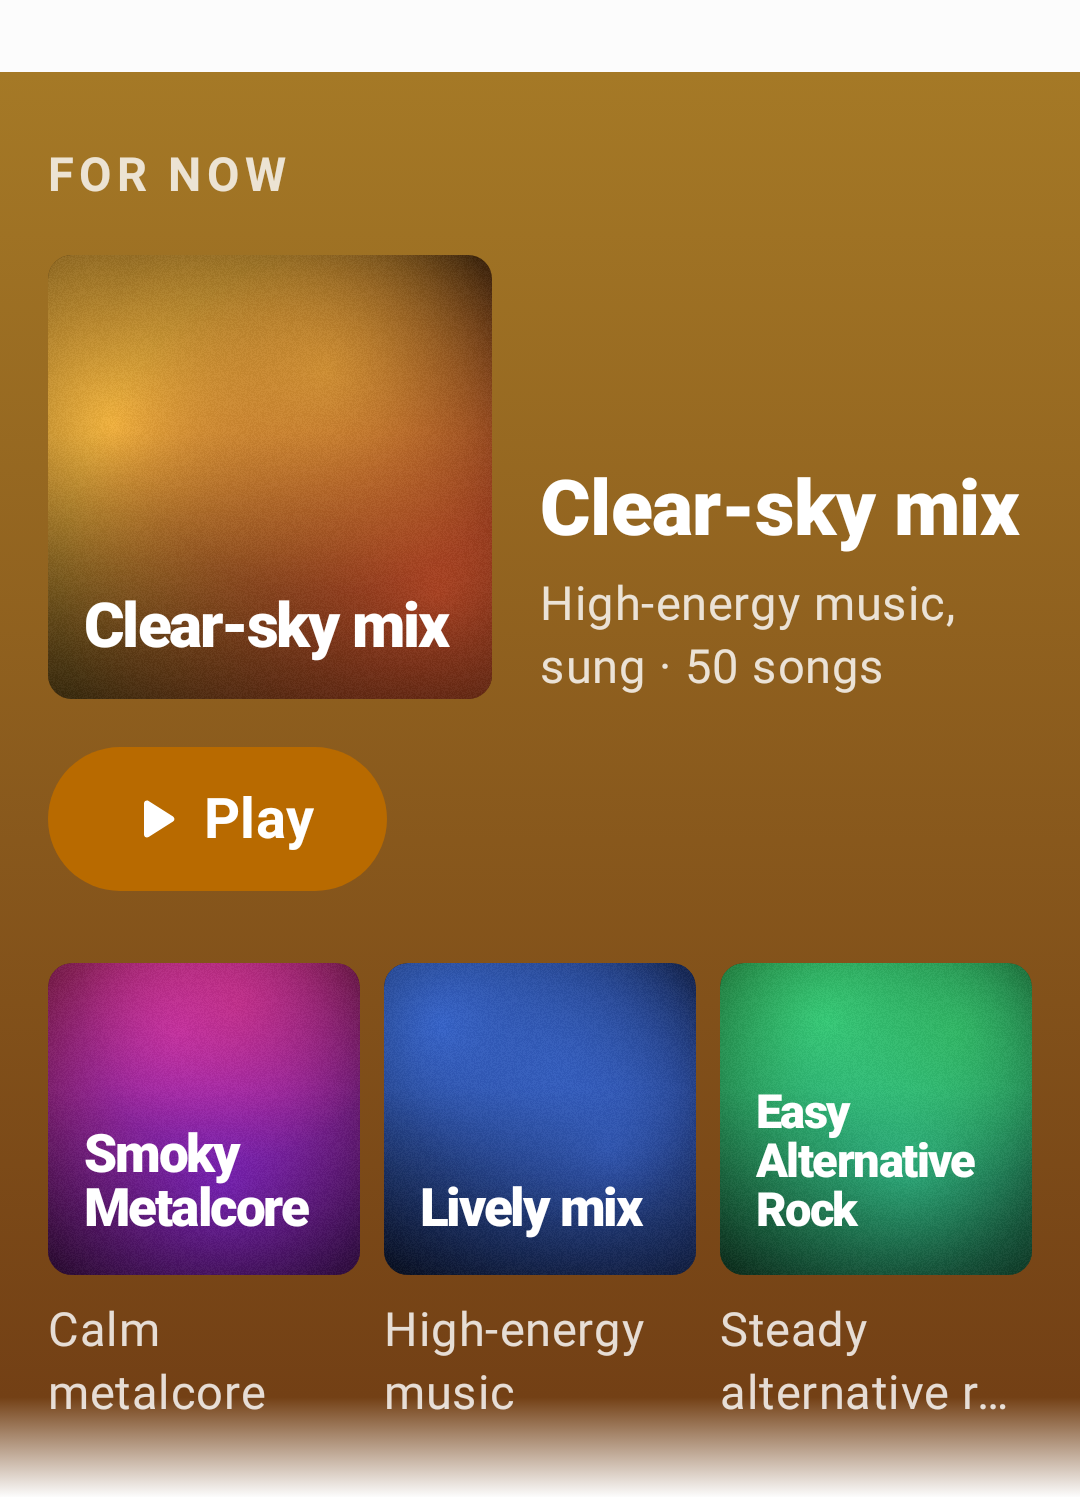 FOR NOW
Clear-sky mix
Clear-sky mix
High-energy music,
sung · 50 songs
Play
Smoky
Metalcore
Lively mix
Easy
Alternative
Rock
Calm
metalcore
High-energy
music
Steady
alternative r...